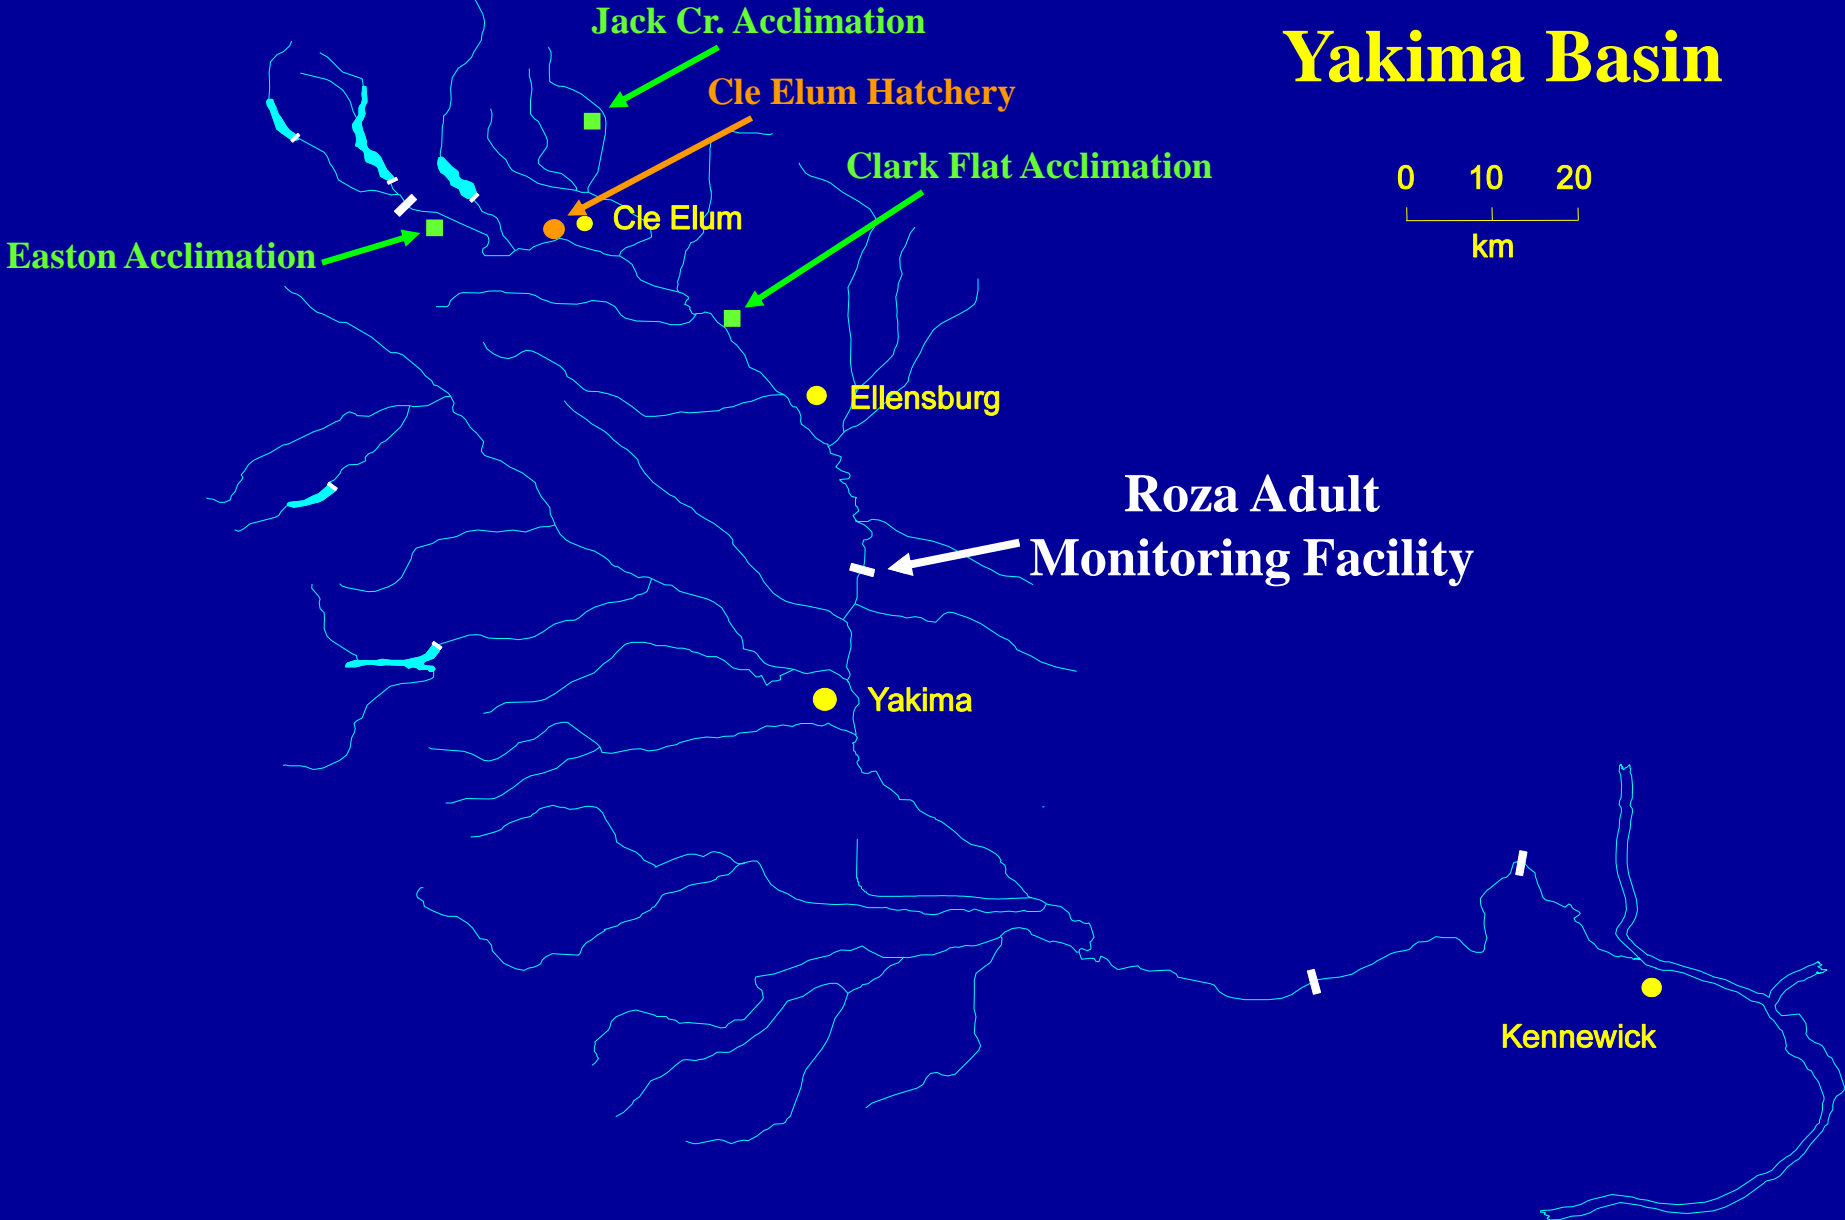 Jack Cr. Acclimation
Yakima Basin
Cle Elum Hatchery
Clark Flat Acclimation
0 10 20
km
Cle Elum
Easton Acclimation
Ellensburg
Roza Adult
Monitoring Facility
Yakima
Kennewick